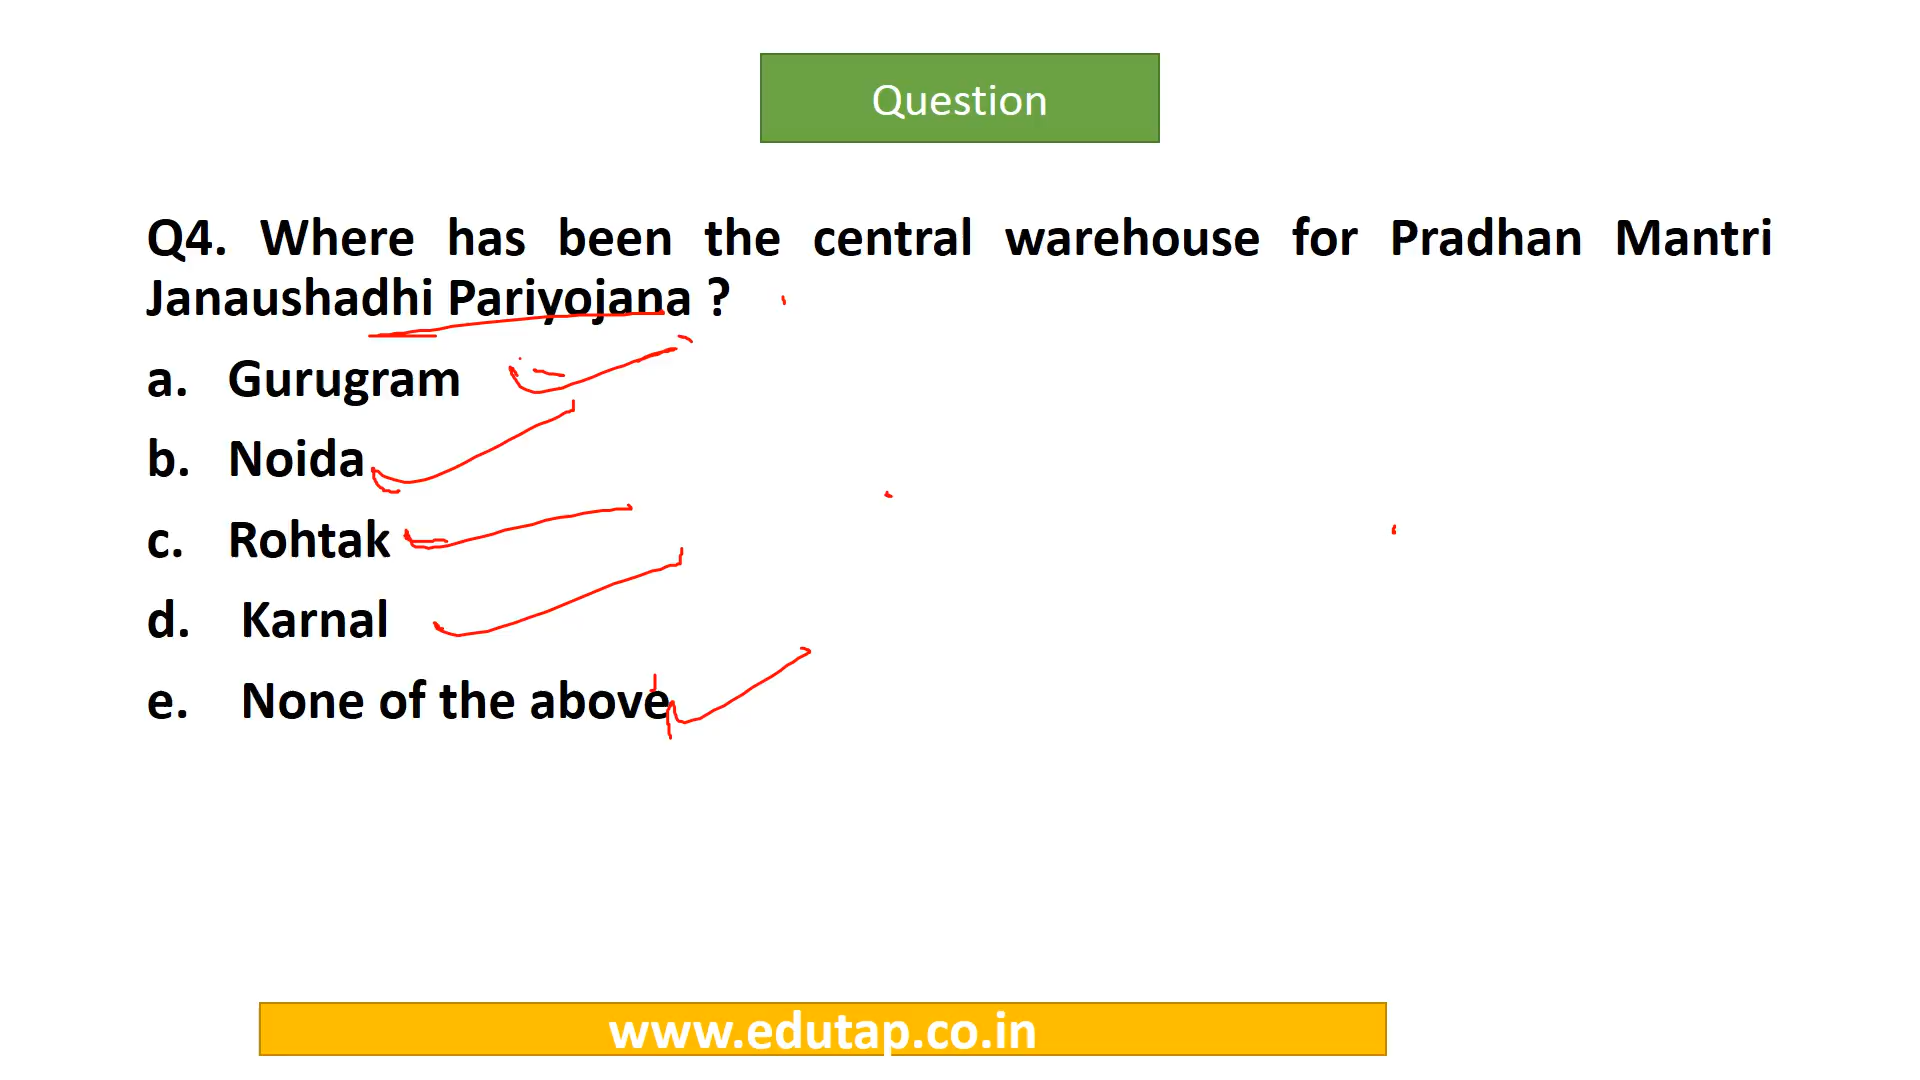 Question
Q4. Where has been the central warehouse for Pradhan Mantri
Janaushadhi Pariyojana ?
a. Gurugram
b. Noida
c. Rohtak
d. Karnal
e. None of the above
www.edutap.co.in